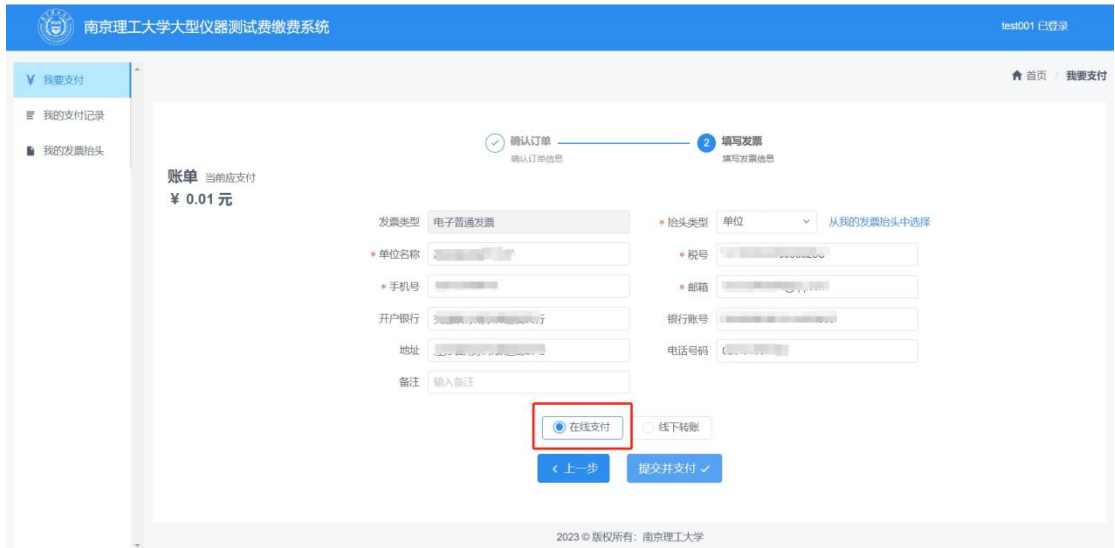 南京理工大学大型仪器测试费缴费系统
test001 已登录
¥ 我要支付
首页 / 我要支付
我的支付记录
我的发票抬头
确认订单
确认订单信息
2 填写发票
填写发票信息
账单 当前应支付
¥ 0.01 元
发票类型 电子普通发票
* 抬头类型 单位 从我的发票抬头中选择
* 单位名称
* 税号
* 手机号
* 邮箱
开户银行
银行账号
地址
电话号码
备注 输入备注
在线支付 线下转账
< 上一步 提交并支付 ✓
2023 © 版权所有：南京理工大学